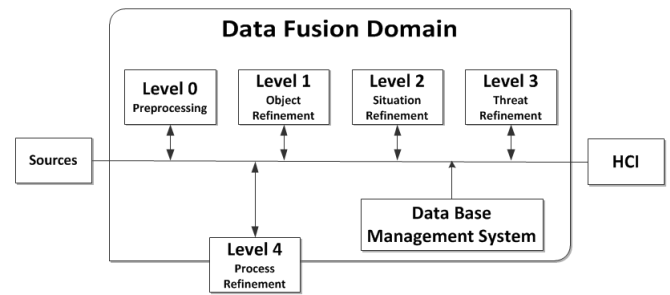 Data Fusion Domain
Level 0
Preprocessing
Level 1
Object
Refinement
Level 2
Situation
Refinement
Level 3
Threat
Refinement
Sources
HCI
Data Base
Management System
Level 4
Process
Refinement